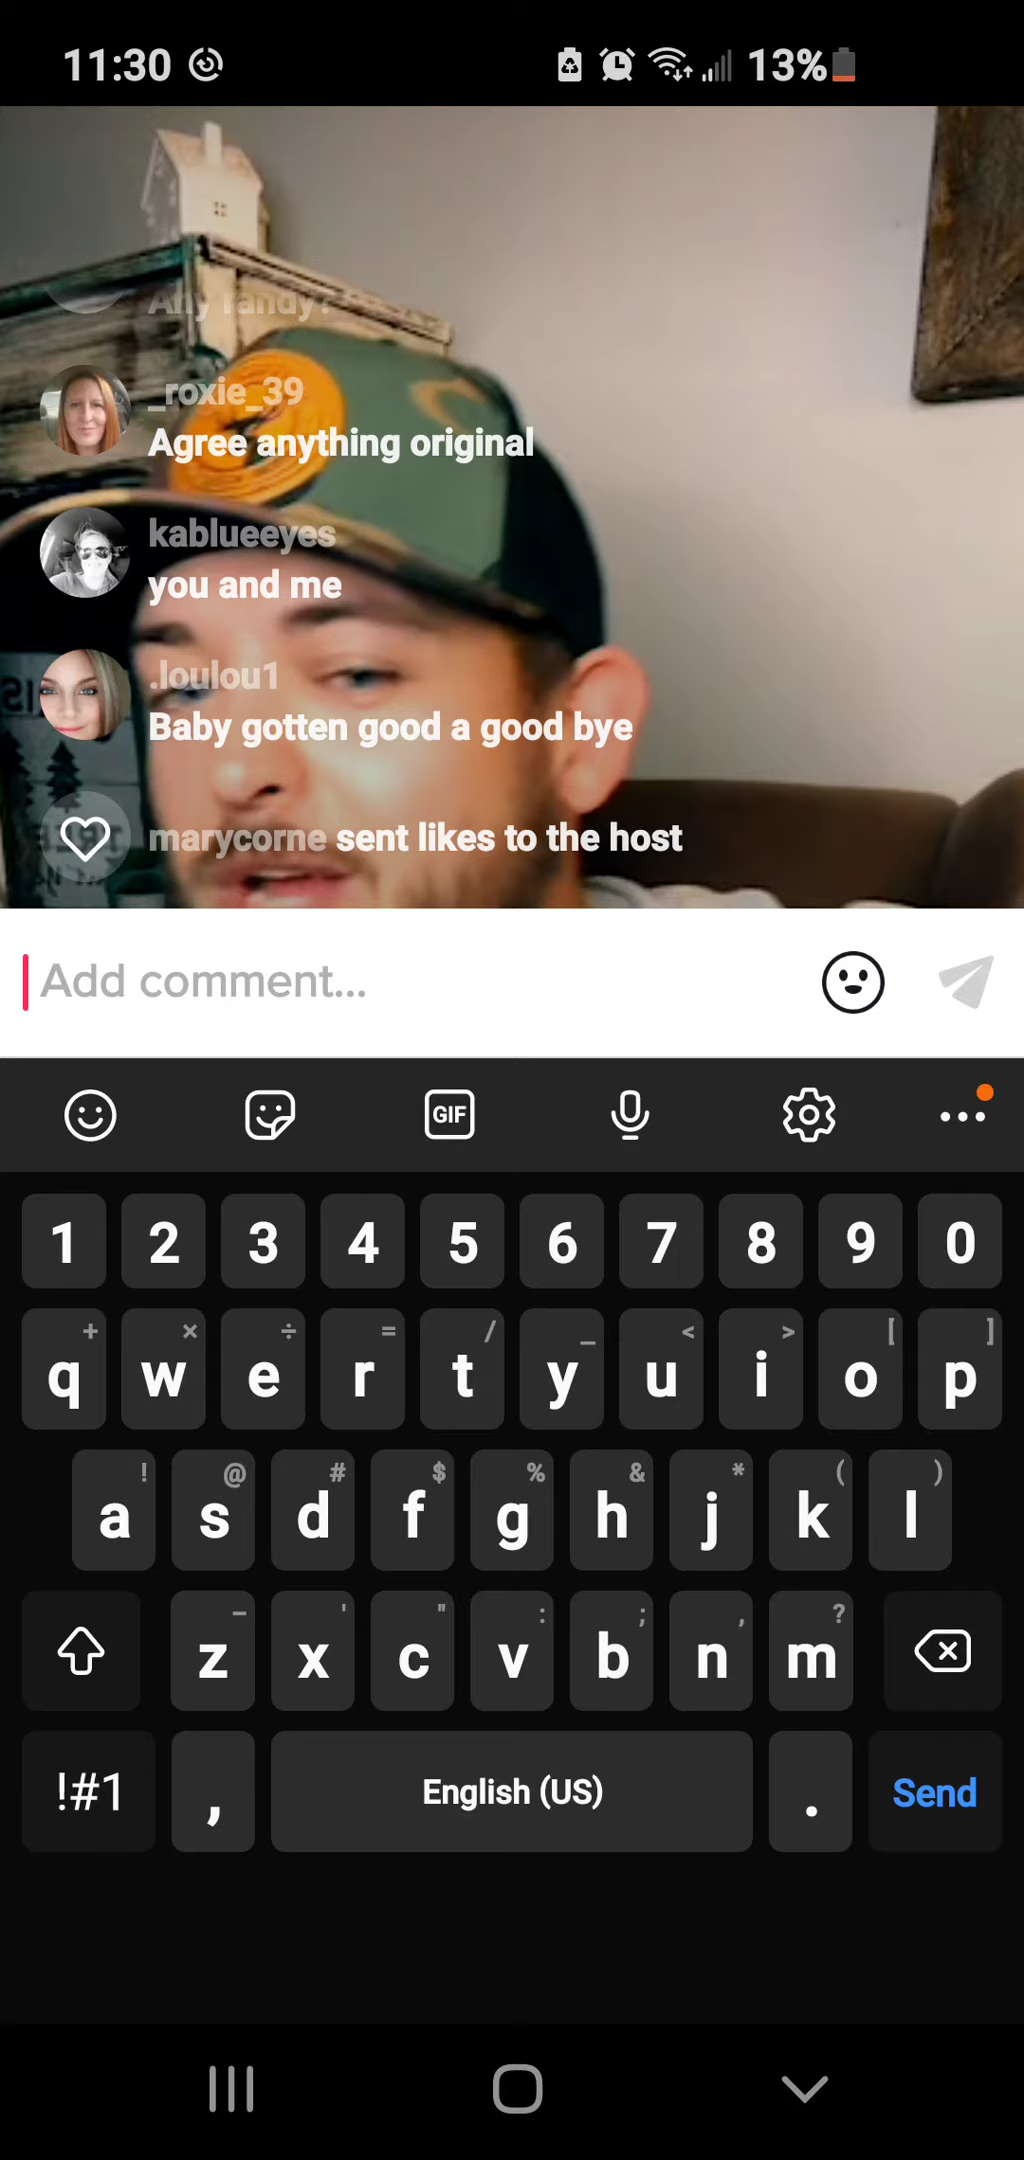 11:30 13%
Any randy?
_roxie_39
Agree anything original
kablueeyes
you and me
.loulou1
Baby gotten good a good bye
marycorne sent likes to the host
Add comment...
GIF
1 2 3 4 5 6 7 8 9 0
+ × ÷ = / _ < > [ ]
q w e r t y u i o p
! @ # $ % & * ( )
a s d f g h j k l
- ' " : ; , ?
z x c v b n m
!#1 , English (US) . Send